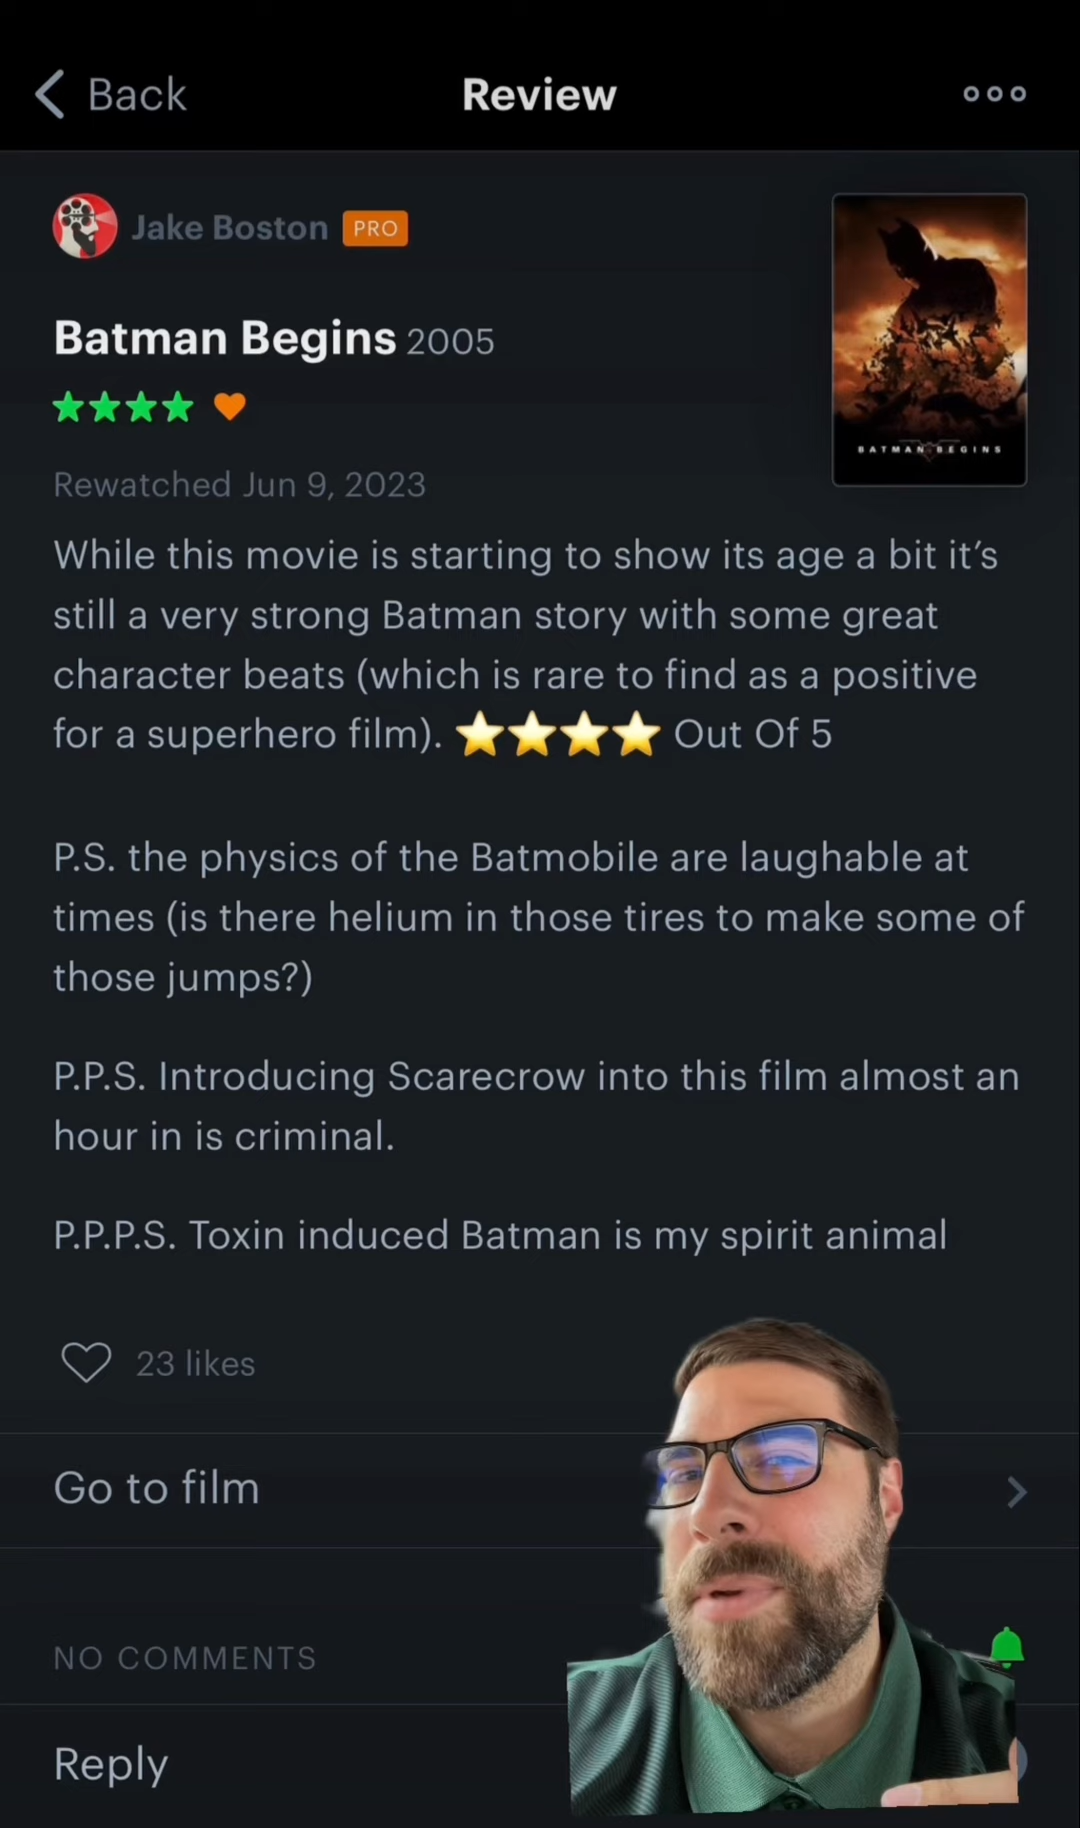 Back
Review
Jake Boston PRO
Batman Begins 2005
BATMAN BEGINS
Rewatched Jun 9, 2023
While this movie is starting to show its age a bit it’s
still a very strong Batman story with some great
character beats (which is rare to find as a positive
for a superhero film). ⭐⭐⭐⭐ Out Of 5
P.S. the physics of the Batmobile are laughable at
times (is there helium in those tires to make some of
those jumps?)
P.P.S. Introducing Scarecrow into this film almost an
hour in is criminal.
P.P.P.S. Toxin induced Batman is my spirit animal
23 likes
Go to film
NO COMMENTS
Reply